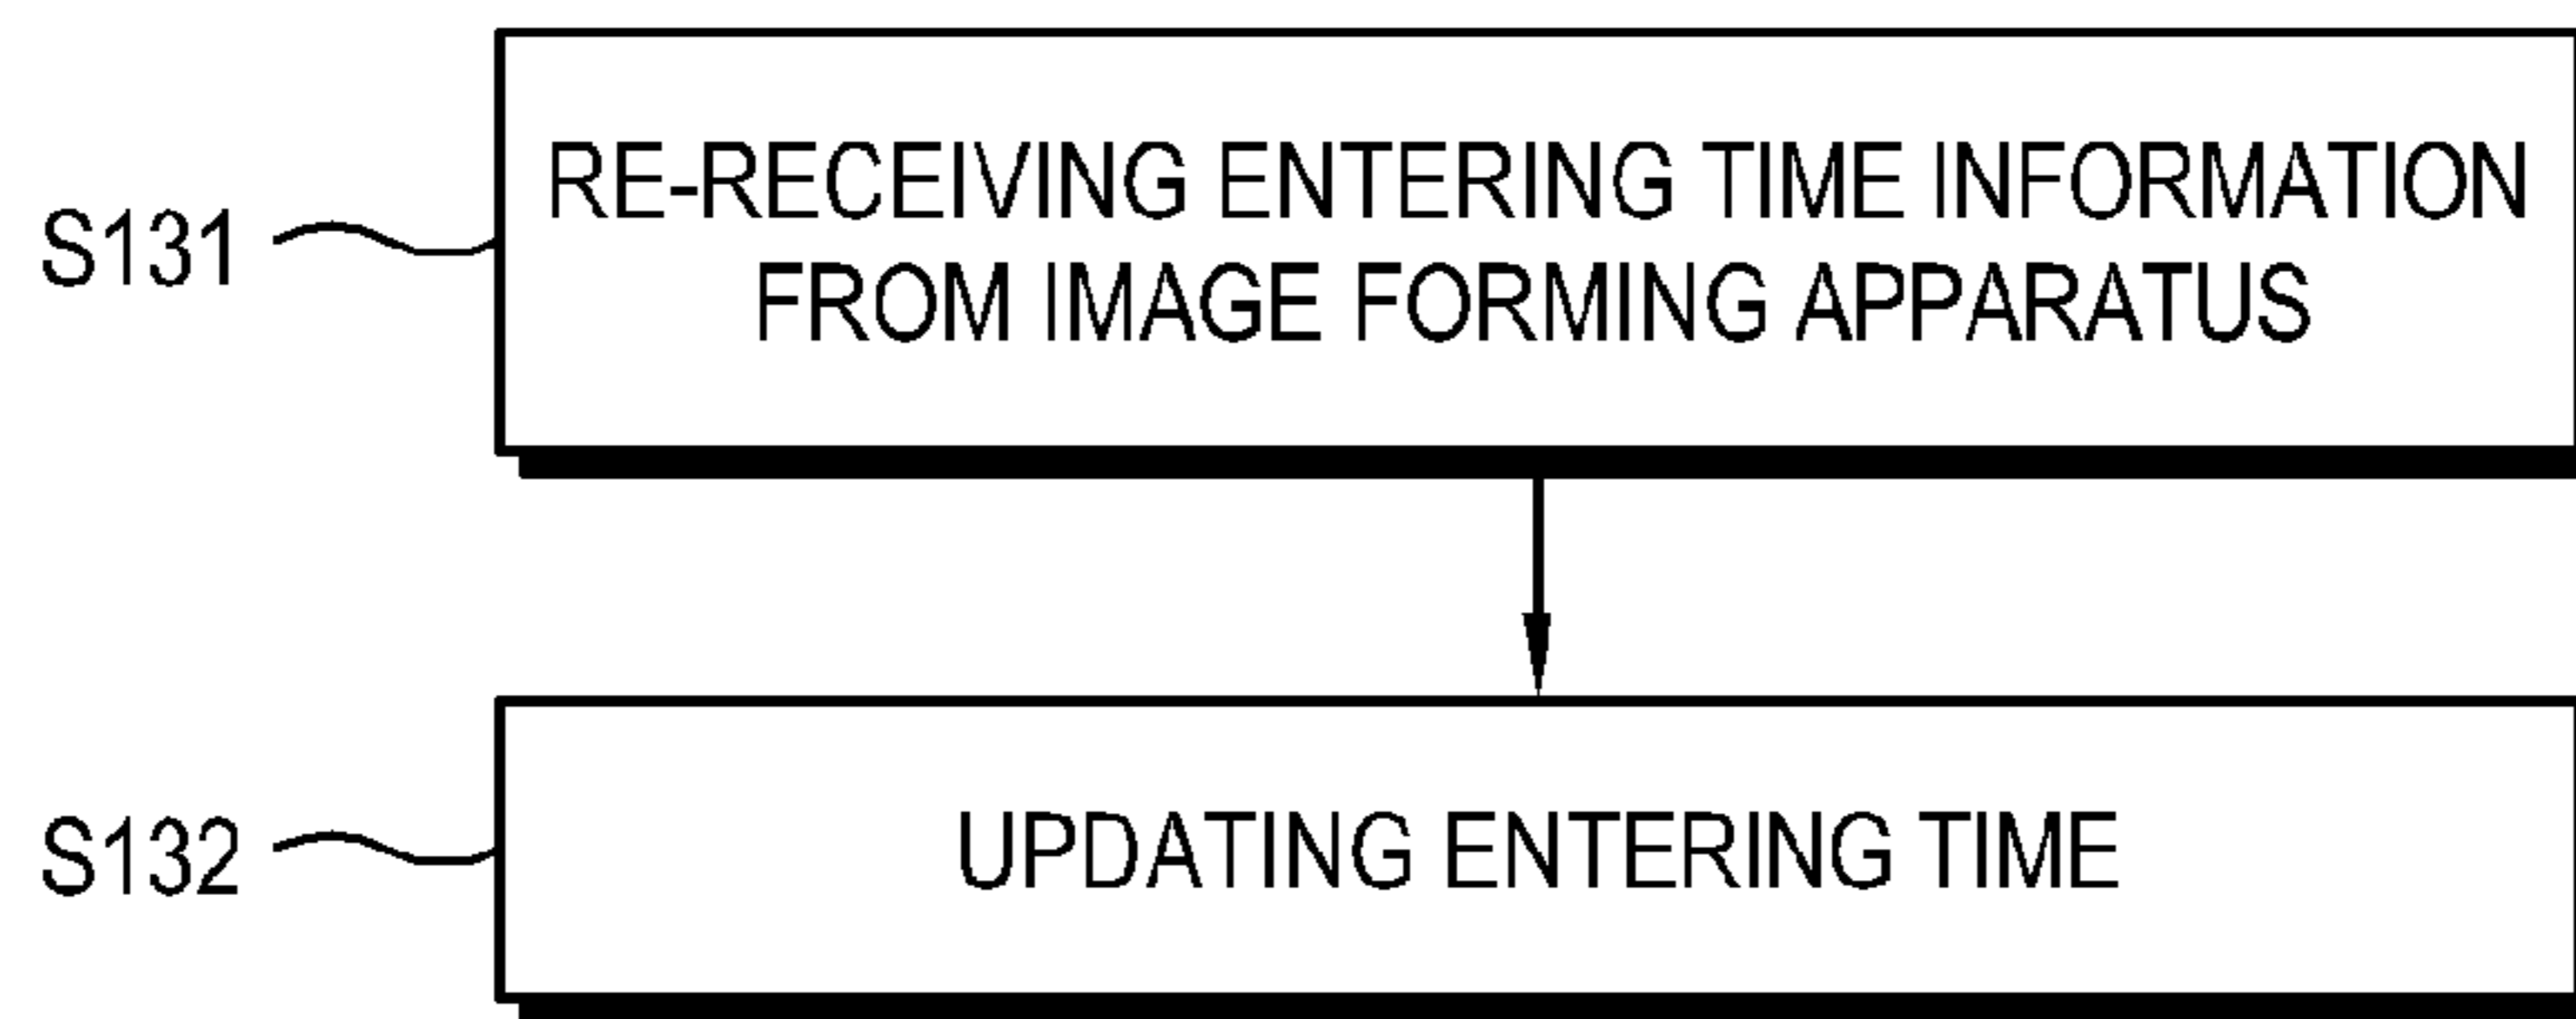 S131
RE-RECEIVING ENTERING TIME INFORMATION
FROM IMAGE FORMING APPARATUS
S132
UPDATING ENTERING TIME